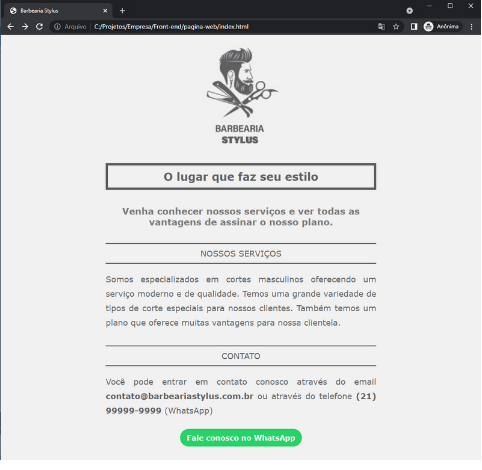 Barbearia Stylus
Arquivo C:/Projetos/Empresa/Front-end/pagina-web/index.html
Anônima
BARBEARIA
STYLUS
O lugar que faz seu estilo
Venha conhecer nossos serviços e ver todas as
vantagens de assinar o nosso plano.
NOSSOS SERVIÇOS
Somos especializados em cortes masculinos oferecendo um
serviço moderno e de qualidade. Temos uma grande variedade de
tipos de corte especiais para nossos clientes. Também temos um
plano que oferece muitas vantagens para nossa clientela.
CONTATO
Você pode entrar em contato conosco através do email
contato@barbeariastylus.com.br ou através do telefone (21)
99999-9999 (WhatsApp)
Fale conosco no WhatsApp